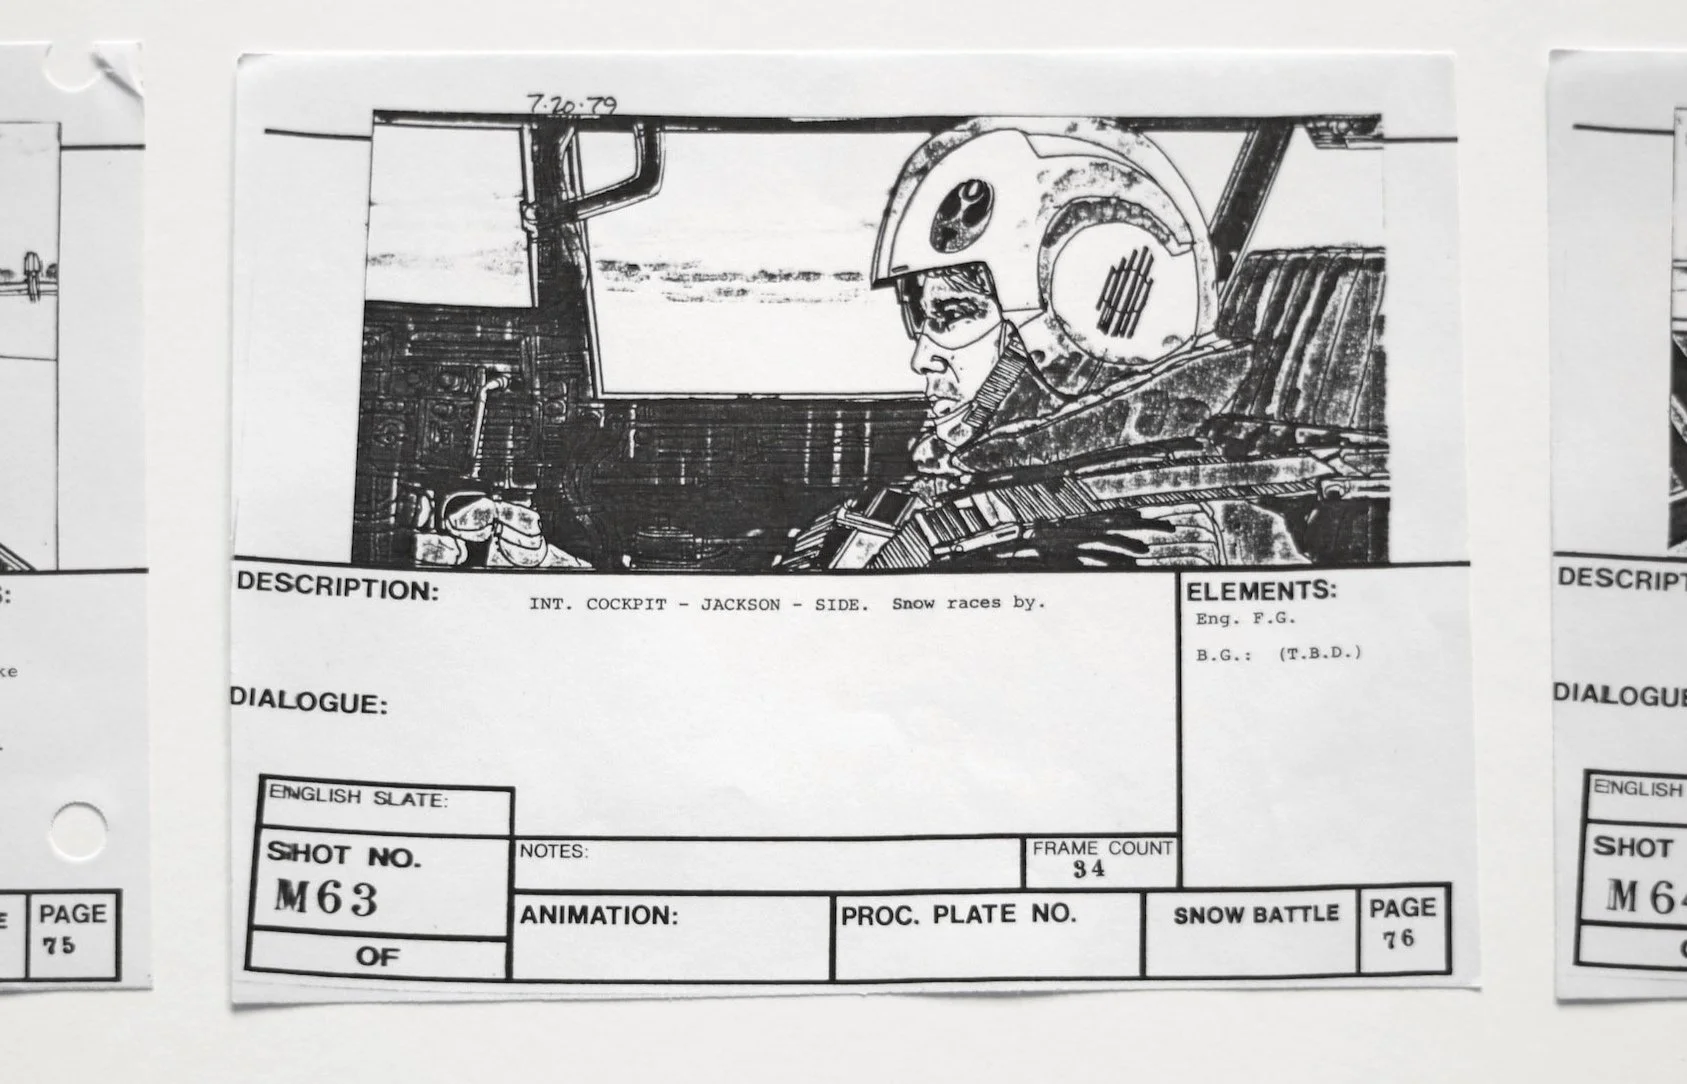 7·20·79
DESCRIPTION:
INT. COCKPIT - JACKSON - SIDE. Snow races by.
ELEMENTS:
Eng. F.G.
B.G.: (T.B.D.)
DIALOGUE:
ENGLISH SLATE:
SHOT NO.
M63
OF
NOTES:
FRAME COUNT
34
ANIMATION:
PROC. PLATE NO.
SNOW BATTLE
PAGE
76
PAGE
75
DESCRIPT
DIALOGUE
ENGLISH
SHOT
M 6